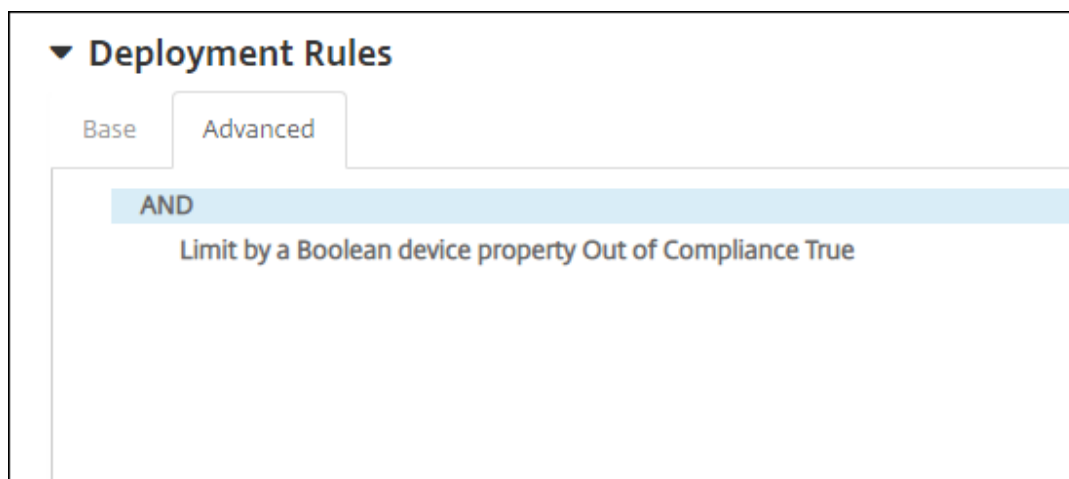 Deployment Rules
Base
Advanced
AND
Limit by a Boolean device property Out of Compliance True